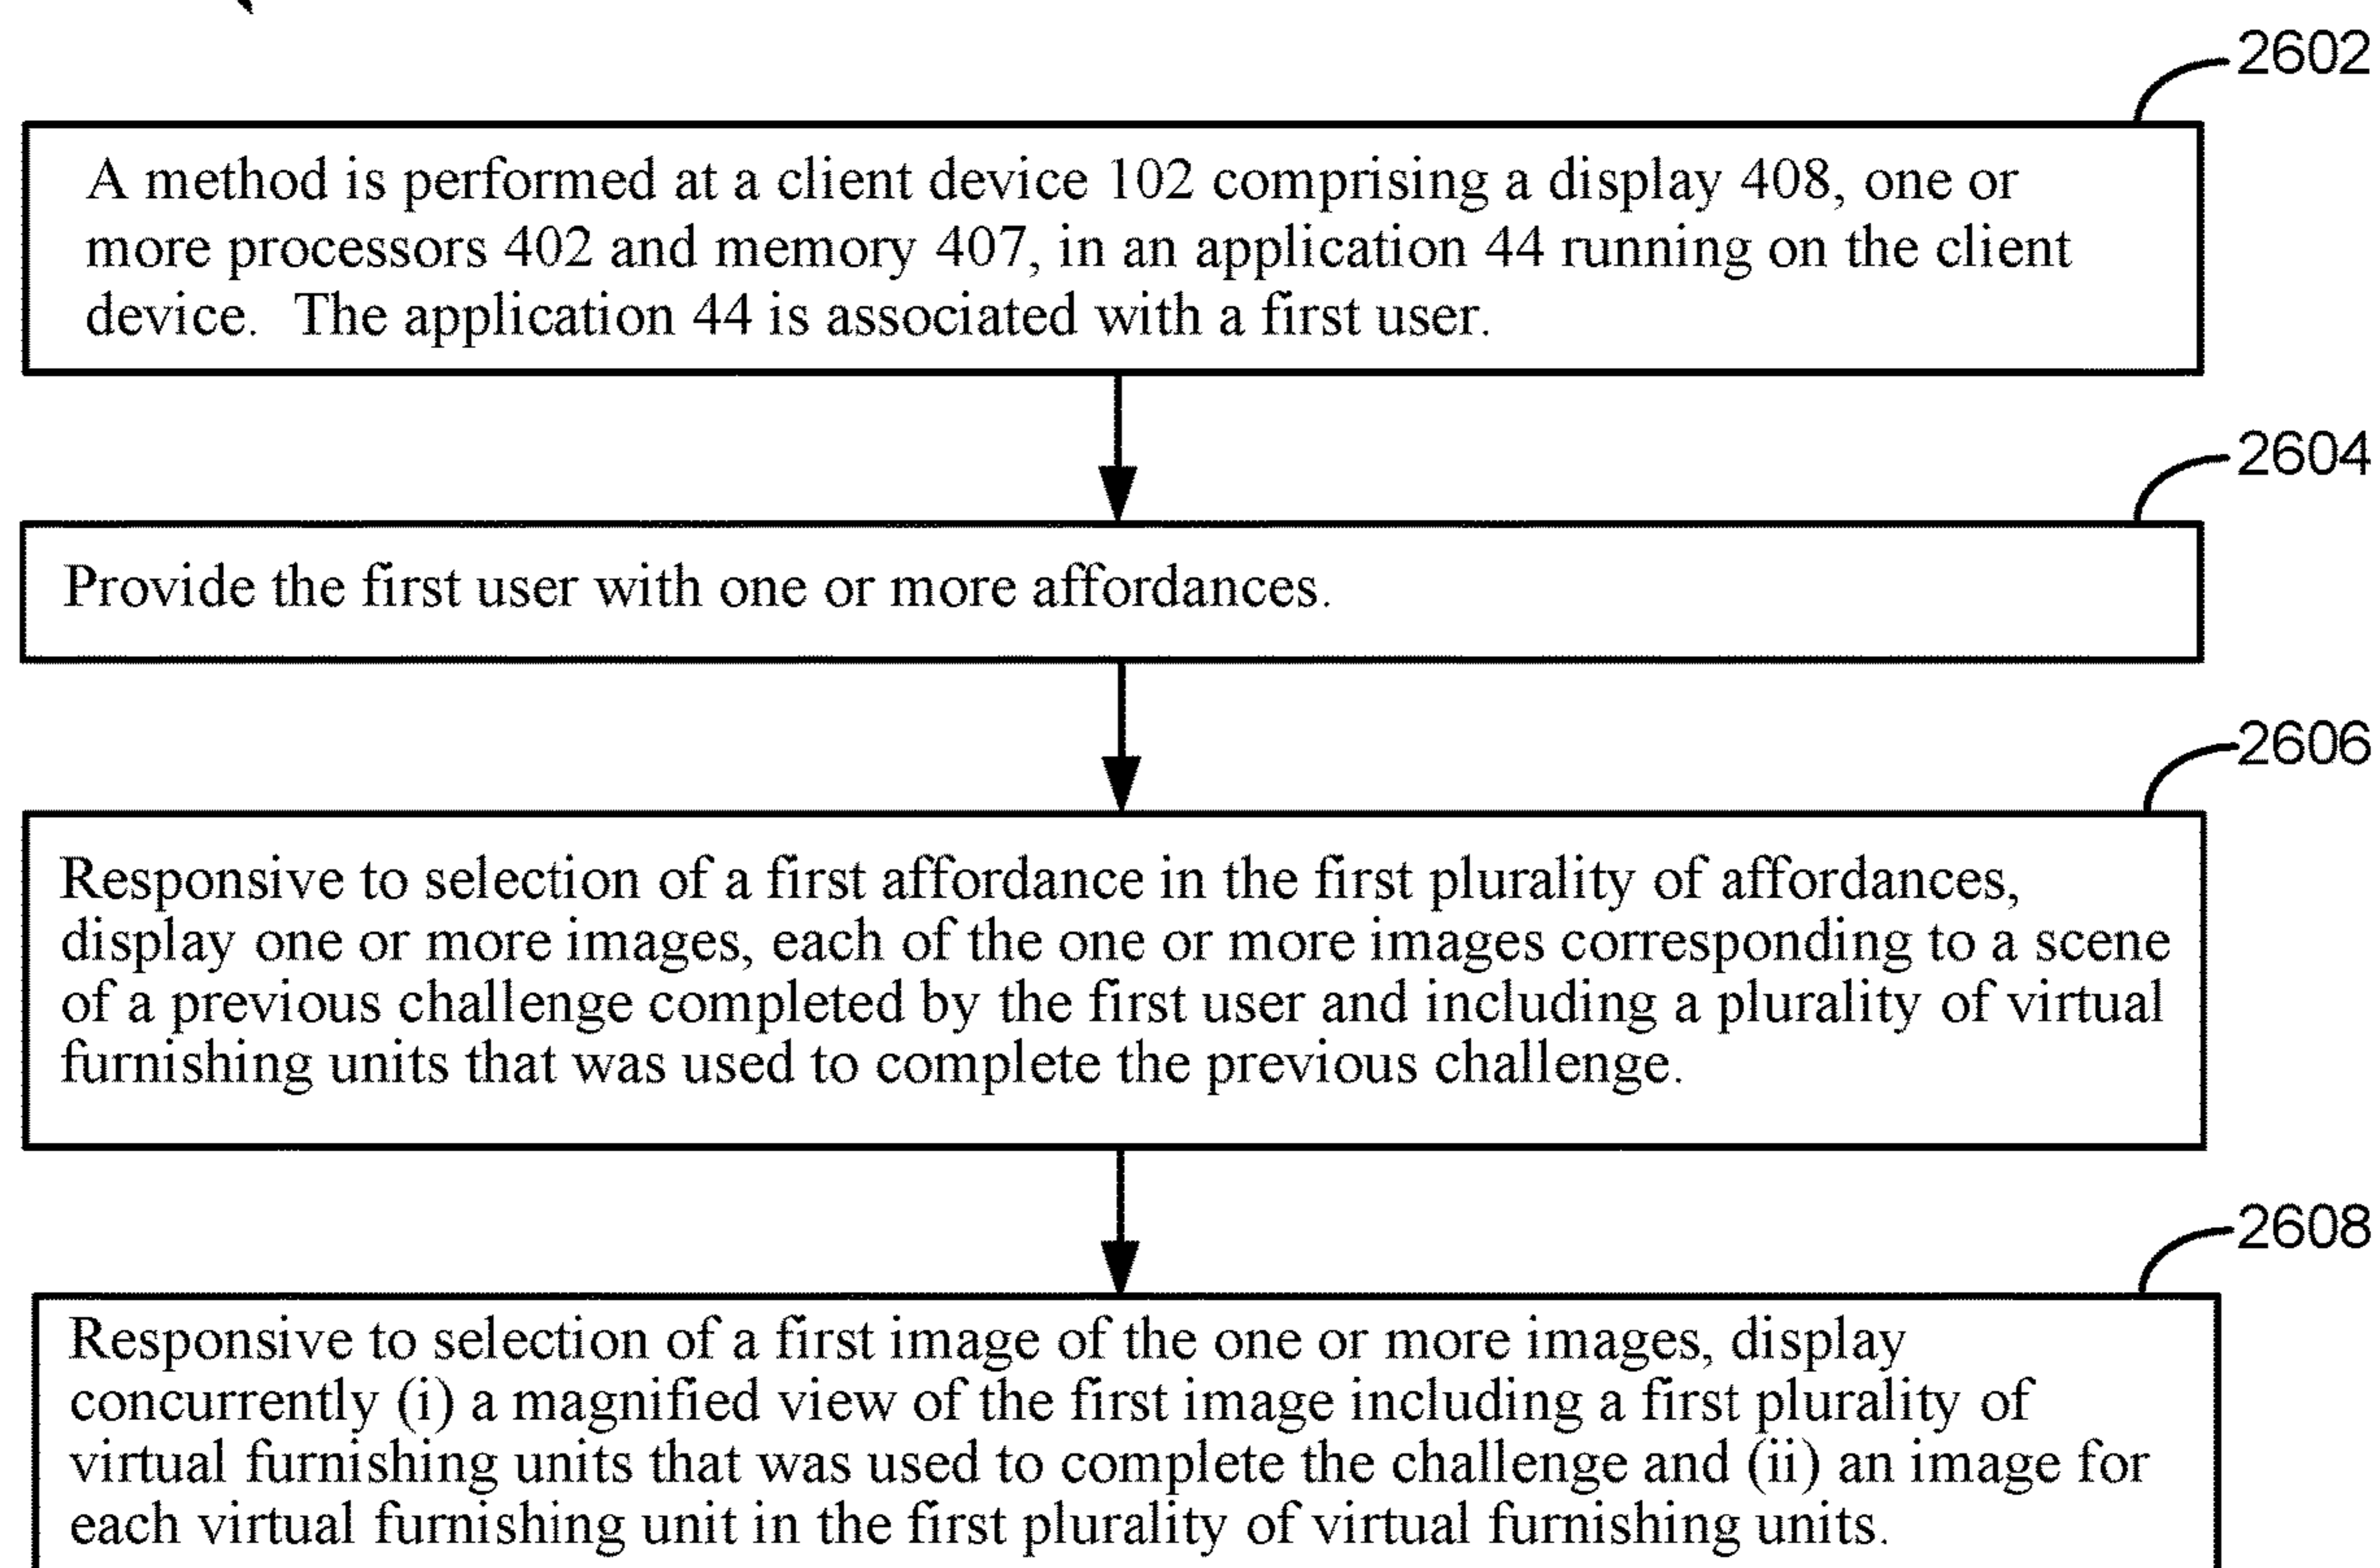 2602
A method is performed at a client device 102 comprising a display 408, one or
more processors 402 and memory 407, in an application 44 running on the client
device.  The application 44 is associated with a first user.
2604
Provide the first user with one or more affordances.
2606
Responsive to selection of a first affordance in the first plurality of affordances,
display one or more images, each of the one or more images corresponding to a scene
of a previous challenge completed by the first user and including a plurality of virtual
furnishing units that was used to complete the previous challenge.
2608
Responsive to selection of a first image of the one or more images, display
concurrently (i) a magnified view of the first image including a first plurality of
virtual furnishing units that was used to complete the challenge and (ii) an image for
each virtual furnishing unit in the first plurality of virtual furnishing units.